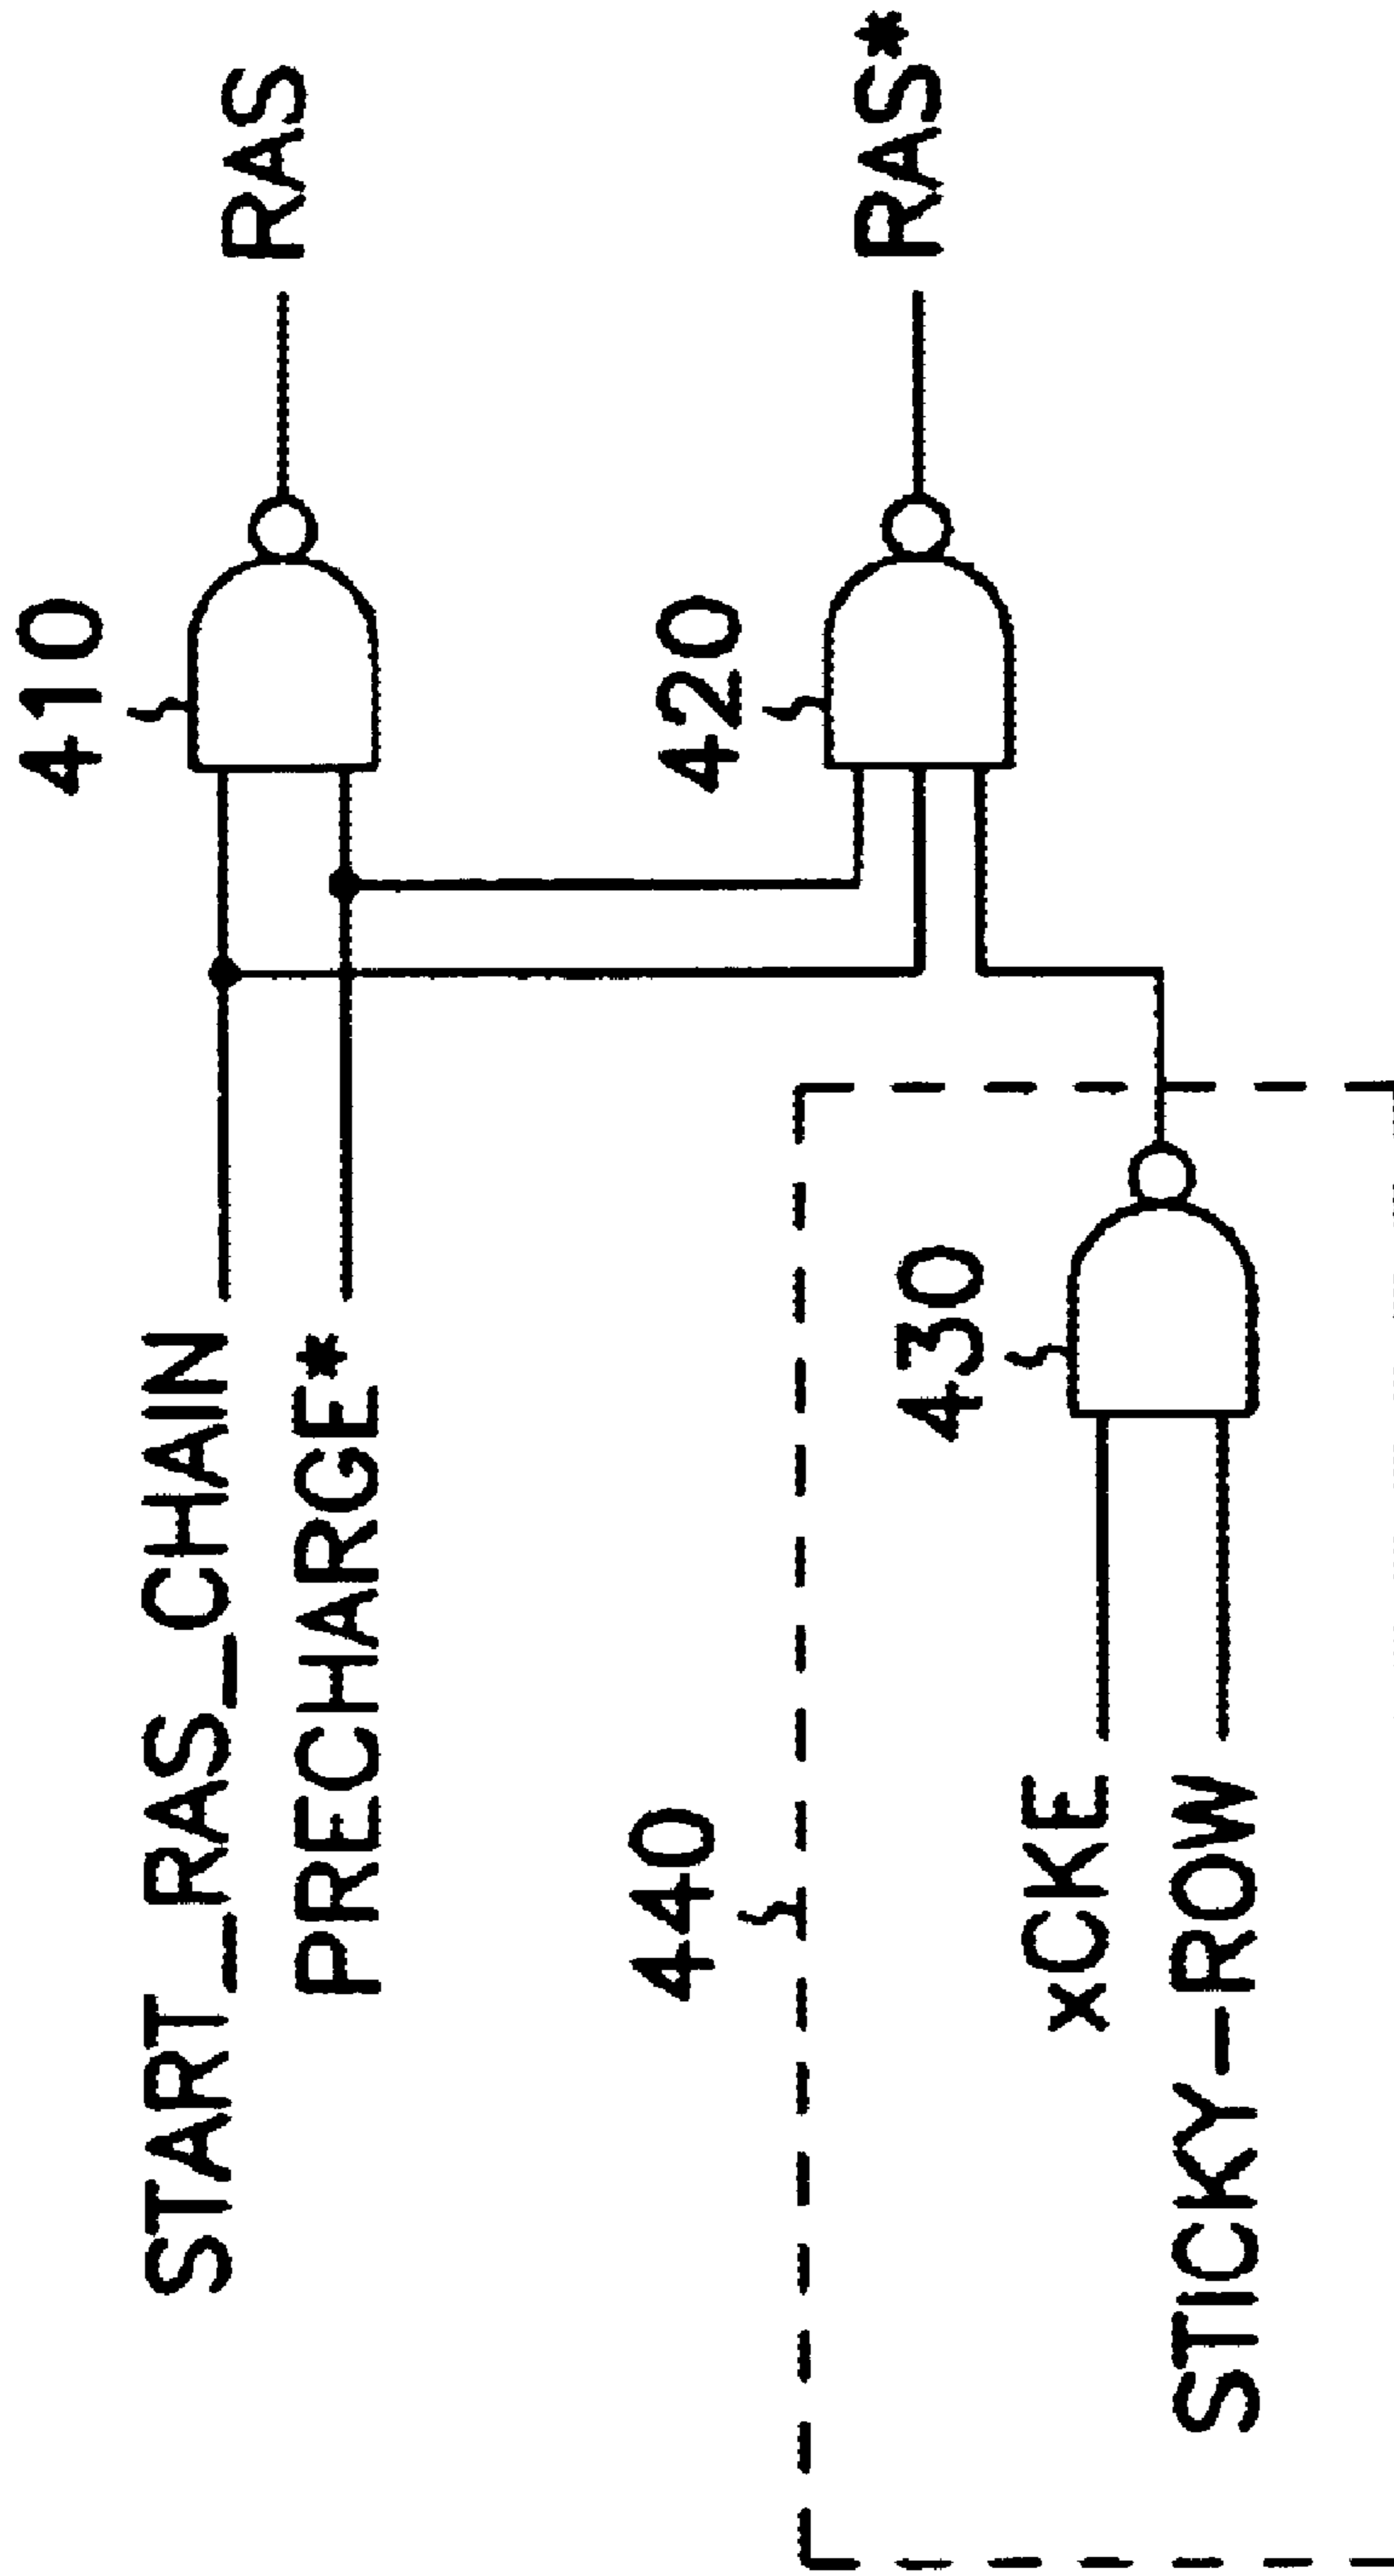 410
RAS
START_RAS_CHAIN
PRECHARGE*
420
RAS*
440
430
xCKE
STICKY-ROW